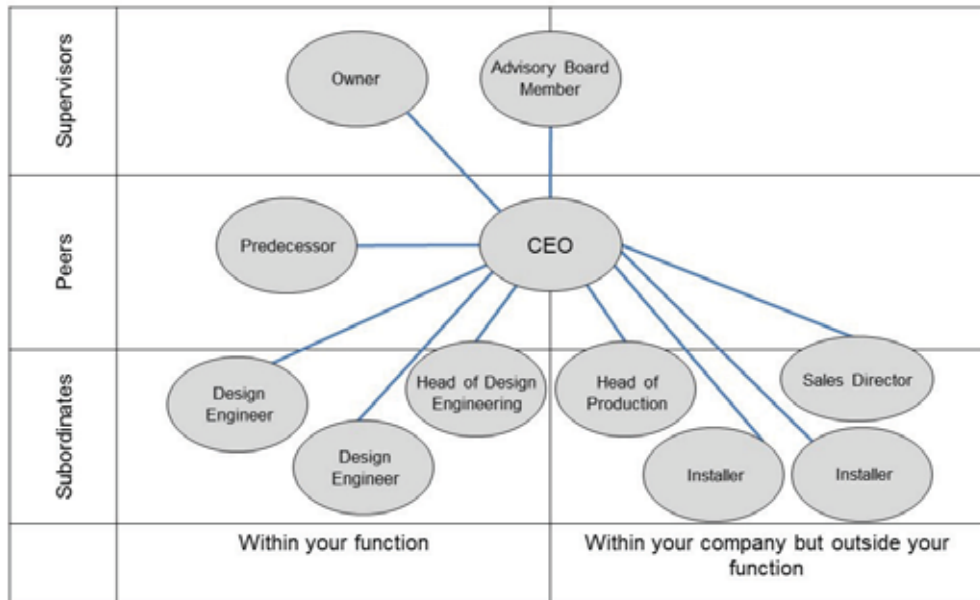 Supervisors
Owner
Advisory Board
Member
Peers
Predecessor
CEO
Subordinates
Design
Engineer
Design
Engineer
Head of Design
Engineering
Head of
Production
Sales Director
Installer
Installer
Within your function
Within your company but outside your
function